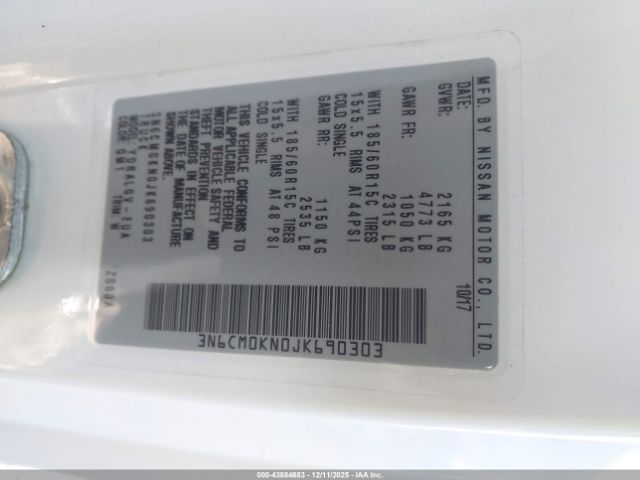 MFD. BY NISSAN MOTOR CO., LTD.
DATE: 10/17
GVWR: 2165 KG
4773 LB
GAWR FR: 1050 KG
2315 LB
WITH 185/60R15C TIRES
15x5.5 RIMS AT 44PSI
COLD SINGLE
GAWR RR: 1150 KG
2535 LB
WITH 185/60R15C TIRES
15x5.5 RIMS AT 48 PSI
COLD SINGLE
THIS VEHICLE CONFORMS TO
ALL APPLICABLE FEDERAL
MOTOR VEHICLE SAFETY AND
THEFT PREVENTION
STANDARDS IN EFFECT ON
THE DATE OF MANUFACTURE
SHOWN ABOVE.
3N6CM0KN0JK690303
TRUCK
MODEL: YDRALGV-EUA
COLOR: QM1 TRIM: W
3N6CM0KN0JK690303
000-43884683 - 12/11/2025 - IAA Inc.